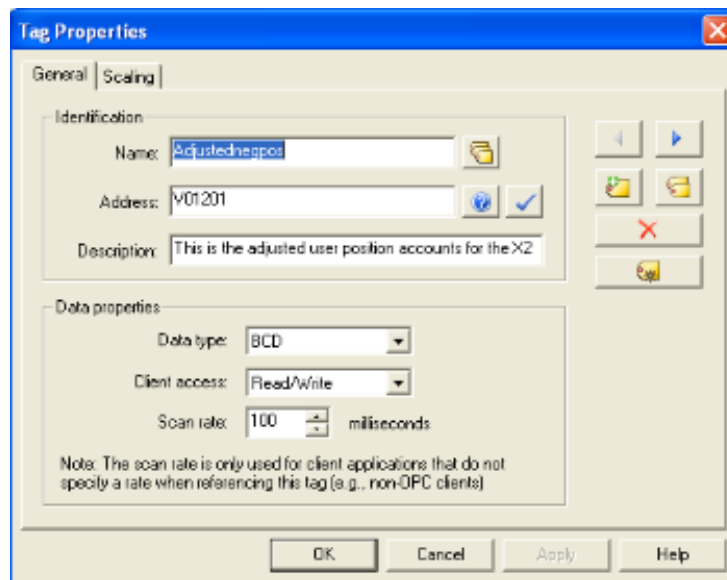 Tag Properties
General Scaling
Identification
Name: Adjustednegpos
Address: V01201
Description: This is the adjusted user position accounts for the X2
Data properties
Data type: BCD
Client access: Read/Write
Scan rate: 100 milliseconds
Note: The scan rate is only used for client applications that do not
specify a rate when referencing this tag (e.g., non-OPC clients)
OK Cancel Apply Help